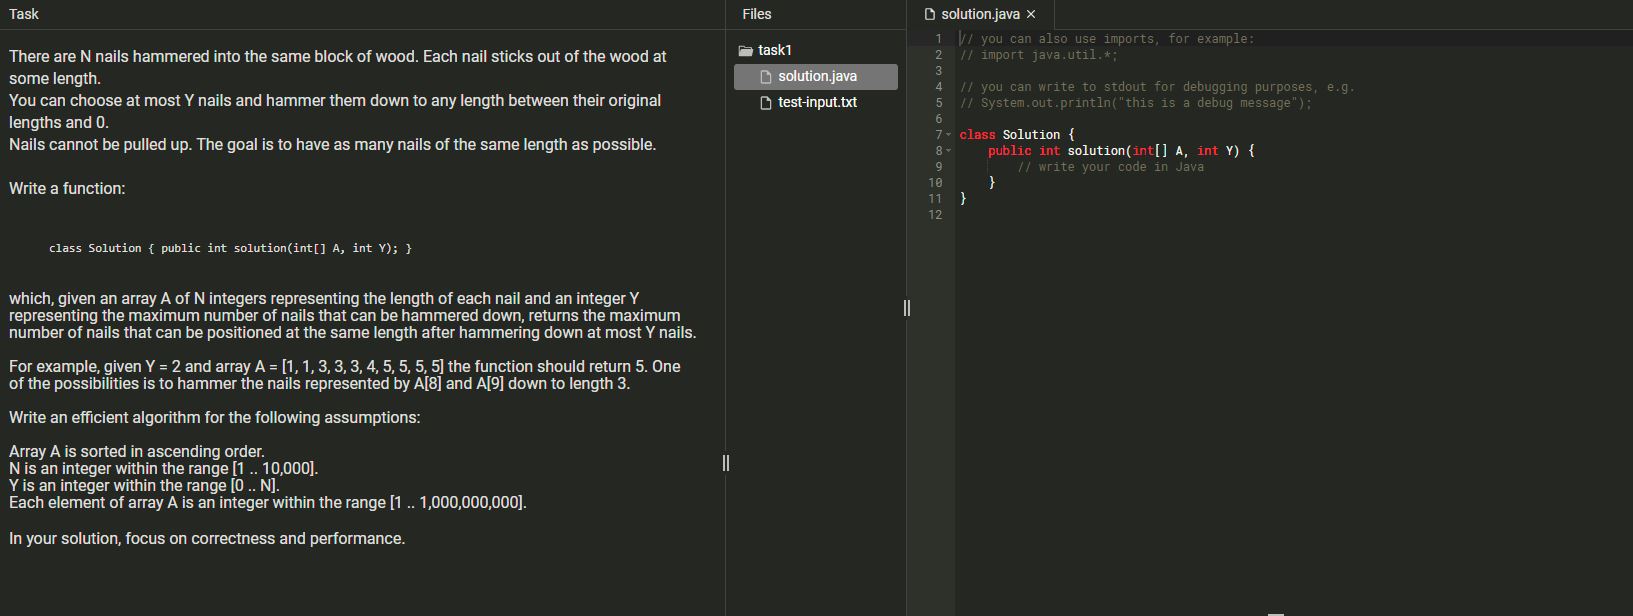 Task
There are N nails hammered into the same block of wood. Each nail sticks out of the wood at
some length.
You can choose at most Y nails and hammer them down to any length between their original
lengths and 0.
Nails cannot be pulled up. The goal is to have as many nails of the same length as possible.
Write a function:
class Solution { public int solution(int[] A, int Y); }
which, given an array A of N integers representing the length of each nail and an integer Y
representing the maximum number of nails that can be hammered down, returns the maximum
number of nails that can be positioned at the same length after hammering down at most Y nails.
For example, given Y = 2 and array A = [1, 1, 3, 3, 3, 4, 5, 5, 5, 5] the function should return 5. One
of the possibilities is to hammer the nails represented by A[8] and A[9] down to length 3.
Write an efficient algorithm for the following assumptions:
Array A is sorted in ascending order.
N is an integer within the range [1 .. 10,000].
Y is an integer within the range [0 .. N].
Each element of array A is an integer within the range [1 .. 1,000,000,000].
In your solution, focus on correctness and performance.
Files
task1
solution.java
test-input.txt
solution.java ×
1 // you can also use imports, for example:
2 // import java.util.*;
3
4 // you can write to stdout for debugging purposes, e.g.
5 // System.out.println("this is a debug message");
6
7 class Solution {
8 public int solution(int[] A, int Y) {
9 // write your code in Java
10 }
11 }
12